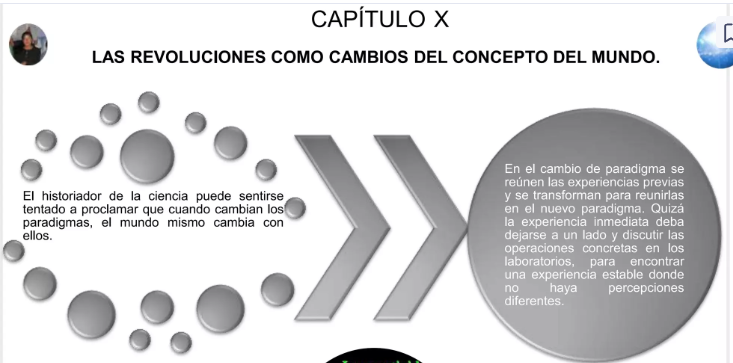 CAPÍTULO X
LAS REVOLUCIONES COMO CAMBIOS DEL CONCEPTO DEL MUNDO.
El historiador de la ciencia puede sentirse
tentado a proclamar que cuando cambian los
paradigmas, el mundo mismo cambia con
ellos.
En el cambio de paradigma se
reúnen las experiencias previas
y se transforman para reunirlas
en el nuevo paradigma. Quizá
la experiencia inmediata deba
dejarse a un lado y discutir las
operaciones concretas en los
laboratorios, para encontrar
una experiencia estable donde
no haya percepciones
diferentes.